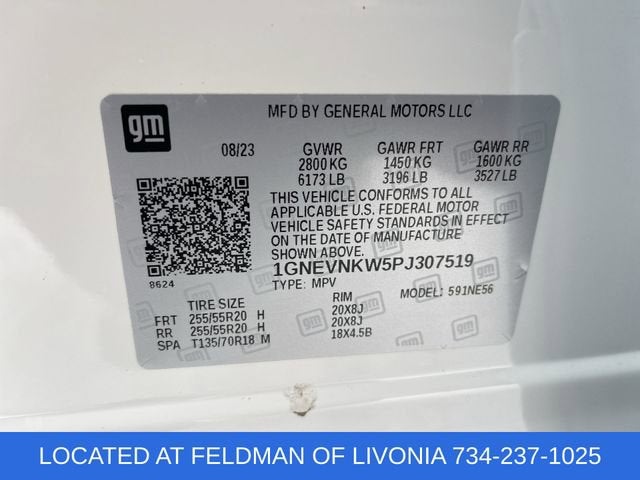 gm
MFD BY GENERAL MOTORS LLC
08/23 GVWR GAWR FRT GAWR RR
2800 KG 1450 KG 1600 KG
6173 LB 3196 LB 3527 LB
THIS VEHICLE CONFORMS TO ALL
APPLICABLE U.S. FEDERAL MOTOR
VEHICLE SAFETY STANDARDS IN EFFECT
ON THE DATE OF MANUFACTURE
SHOWN ABOVE.
8624
1GNEVNKW5PJ307519
TYPE: MPV MODEL: 591NE56
TIRE SIZE RIM
FRT 255/55R20 H 20X8J
RR 255/55R20 H 20X8J
SPA T135/70R18 M 18X4.5B
LOCATED AT FELDMAN OF LIVONIA 734-237-1025